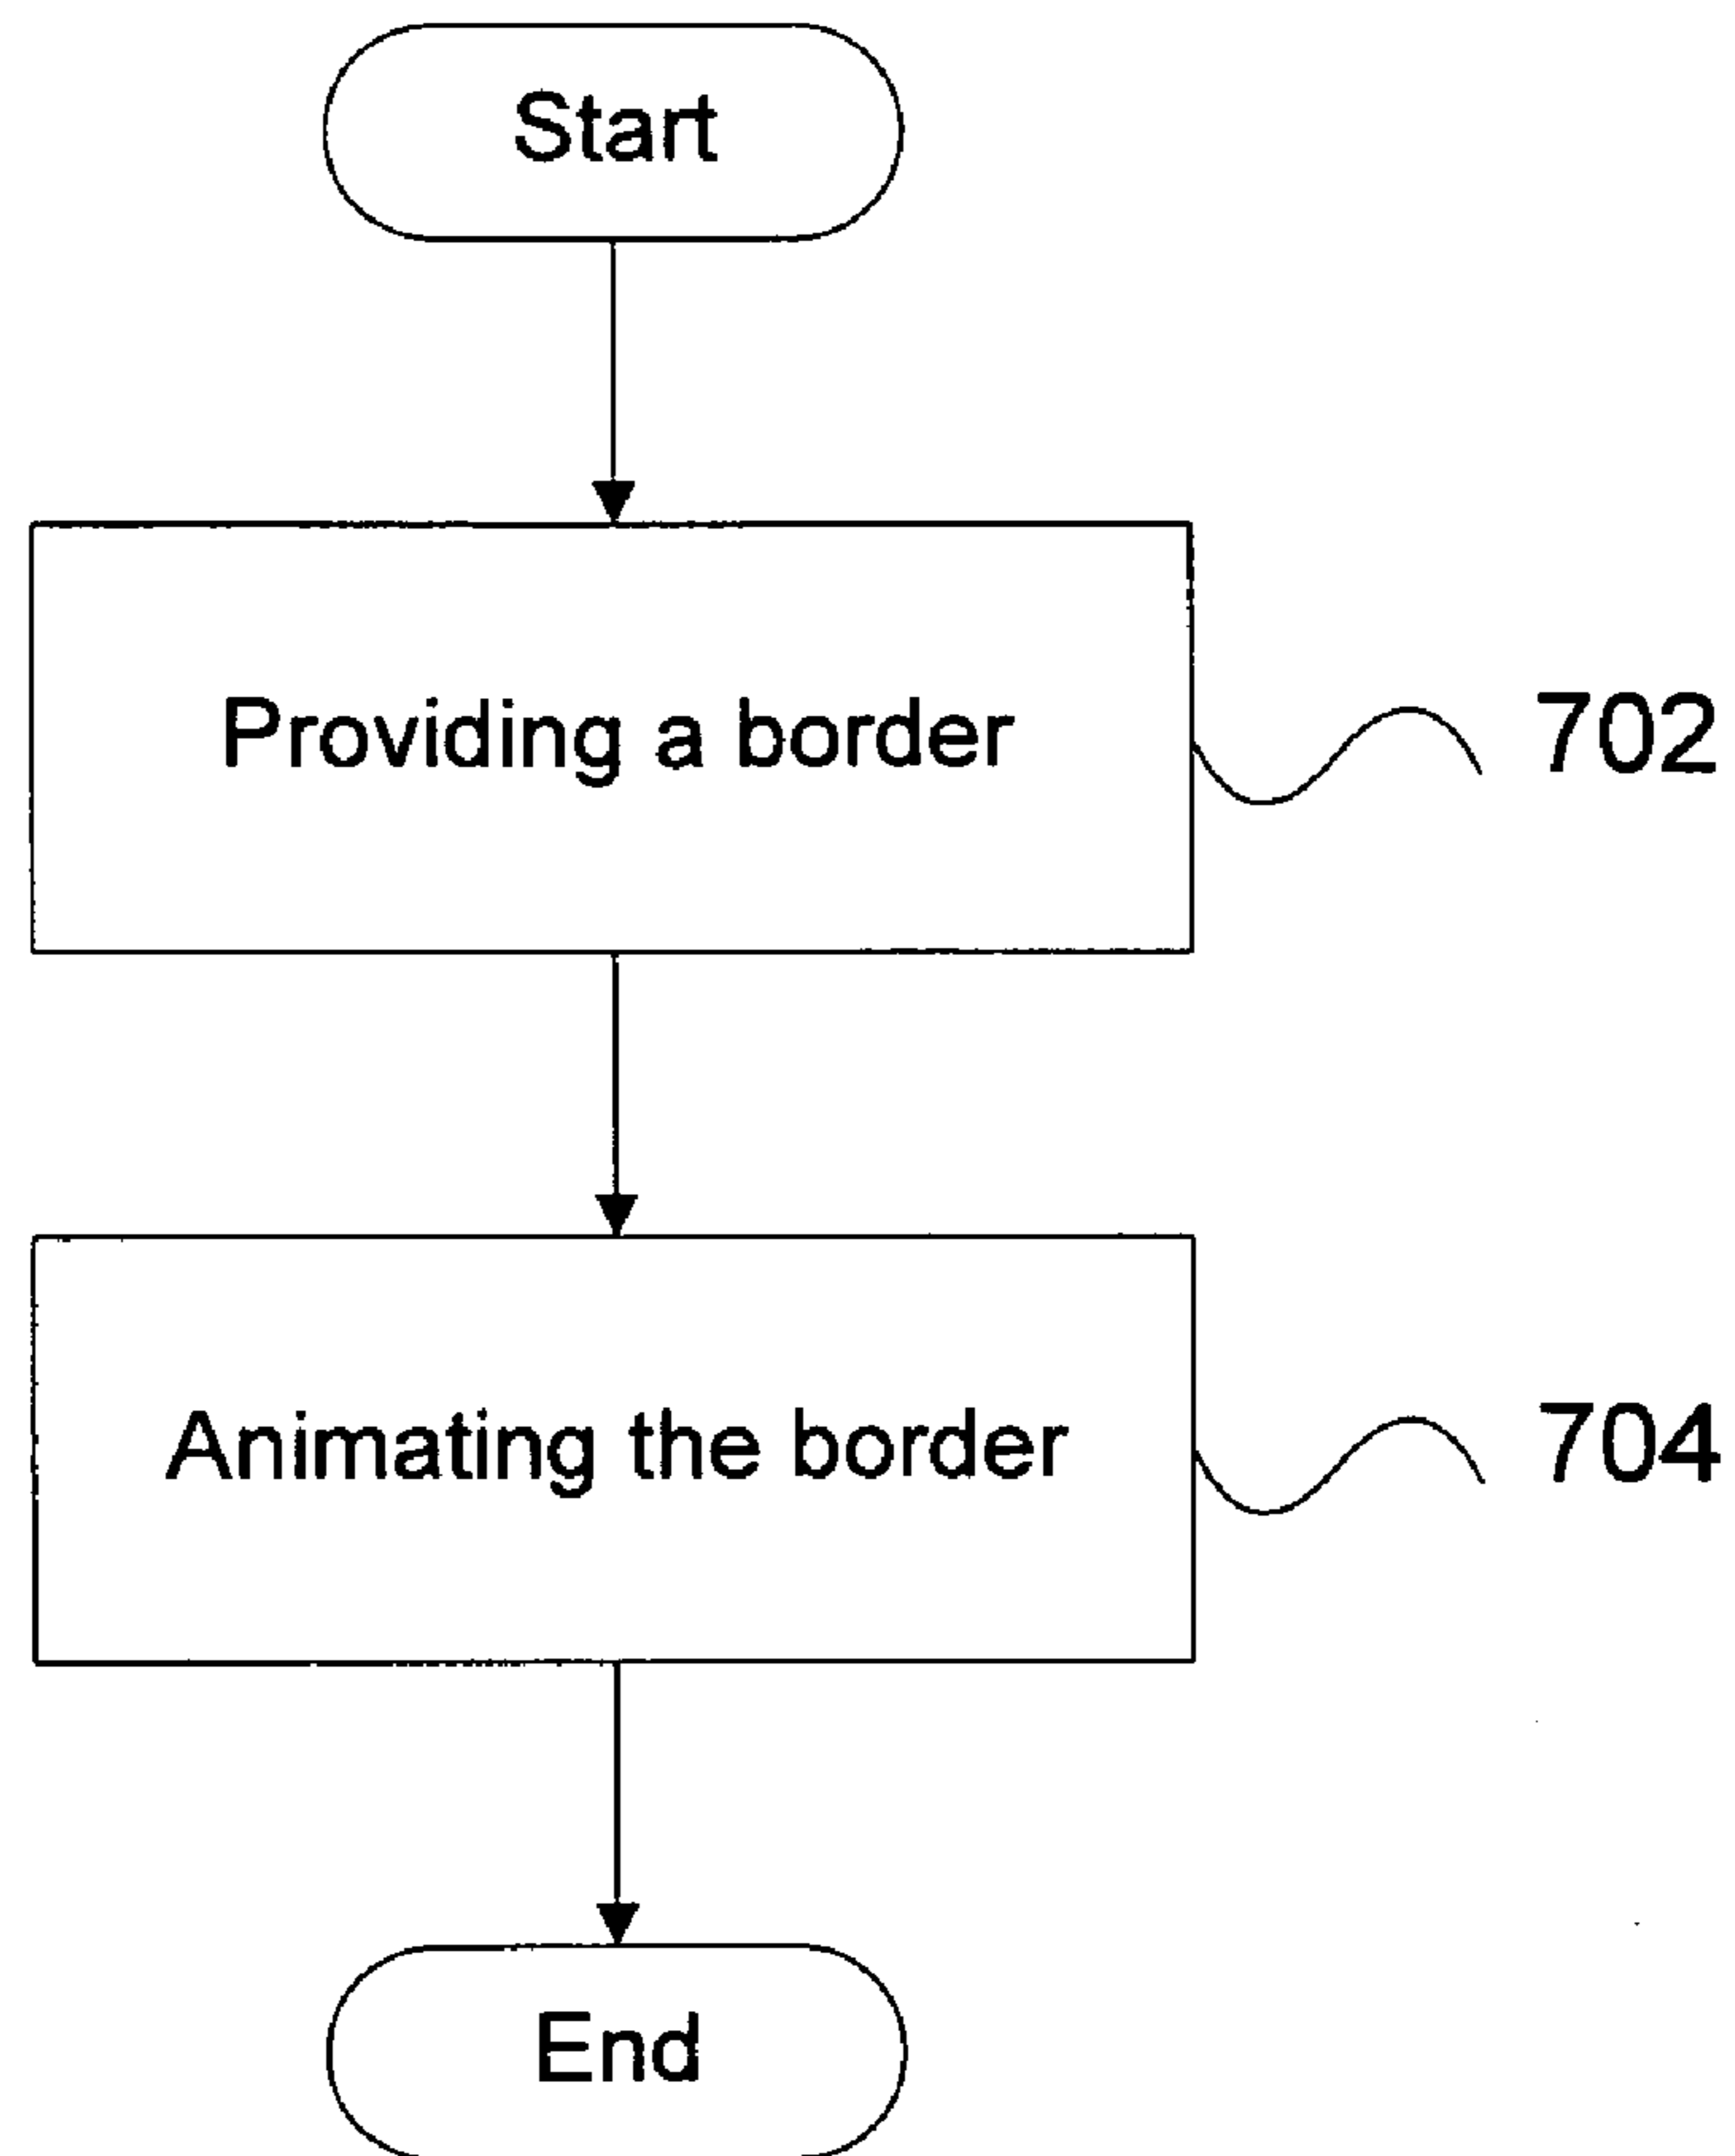 Start
Providing a border
702
Animating the border
704
End